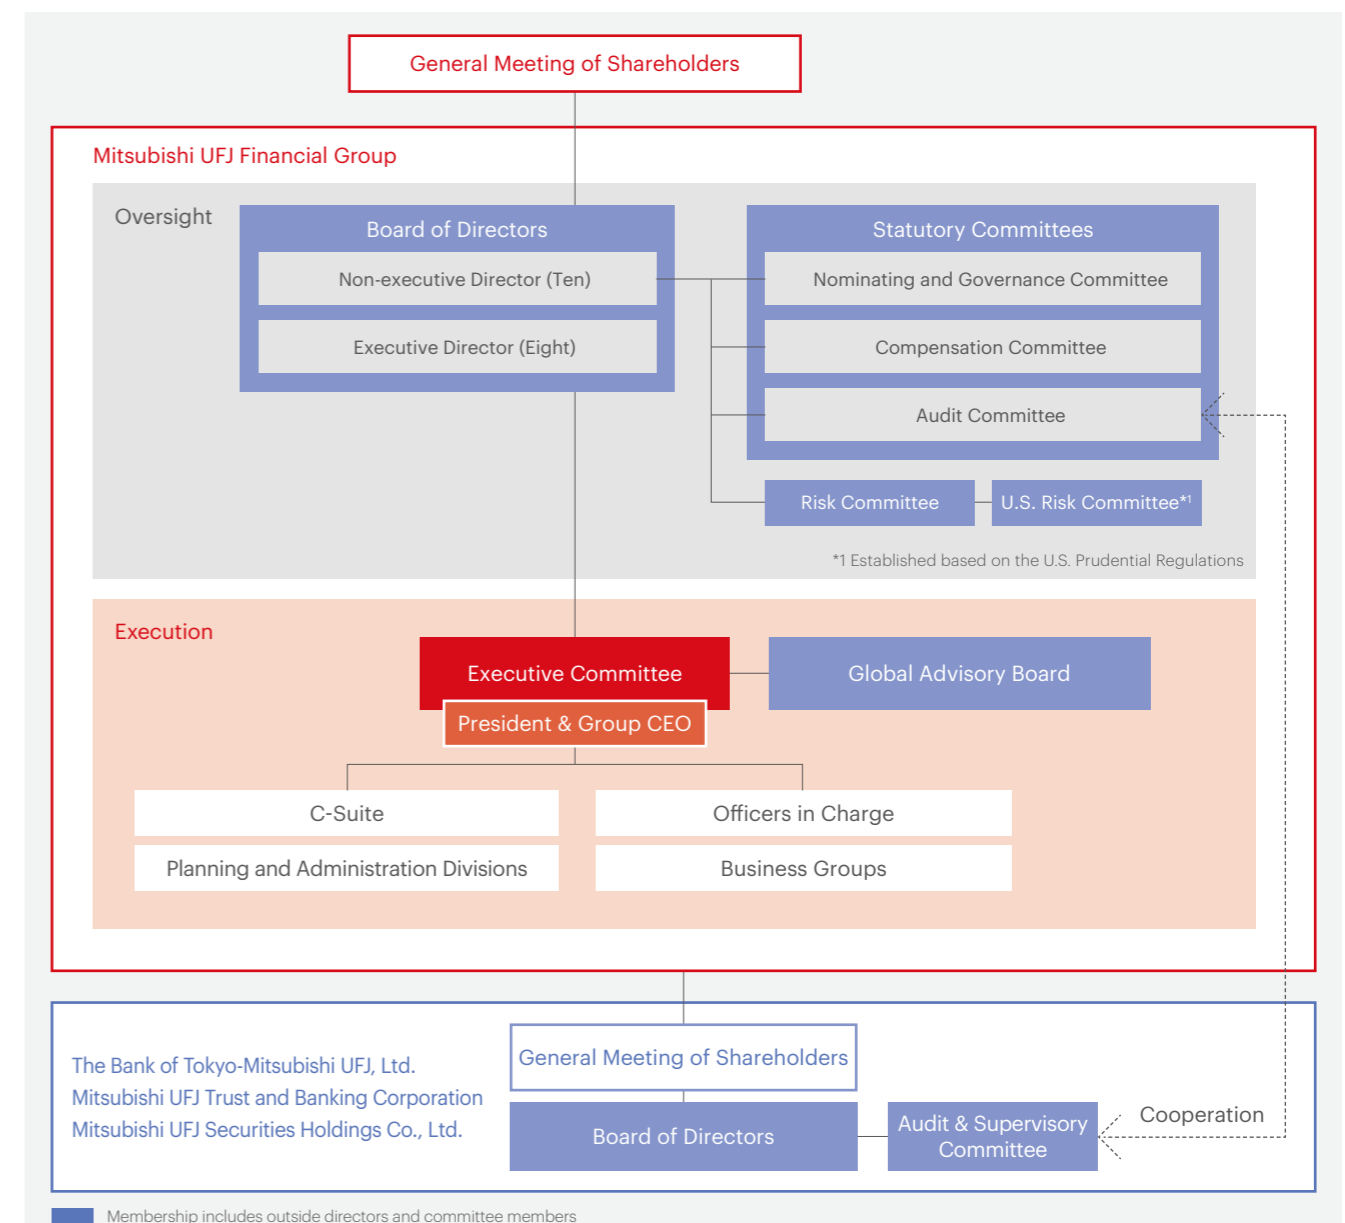 General Meeting of Shareholders
Mitsubishi UFJ Financial Group
Oversight
Board of Directors
Non-executive Director (Ten)
Executive Director (Eight)
Statutory Committees
Nominating and Governance Committee
Compensation Committee
Audit Committee
Risk Committee
U.S. Risk Committee*1
*1 Established based on the U.S. Prudential Regulations
Execution
Executive Committee
Global Advisory Board
President & Group CEO
C-Suite
Officers in Charge
Planning and Administration Divisions
Business Groups
The Bank of Tokyo-Mitsubishi UFJ, Ltd.
Mitsubishi UFJ Trust and Banking Corporation
Mitsubishi UFJ Securities Holdings Co., Ltd.
General Meeting of Shareholders
Board of Directors
Audit & Supervisory
Committee
Cooperation
Membership includes outside directors and committee members